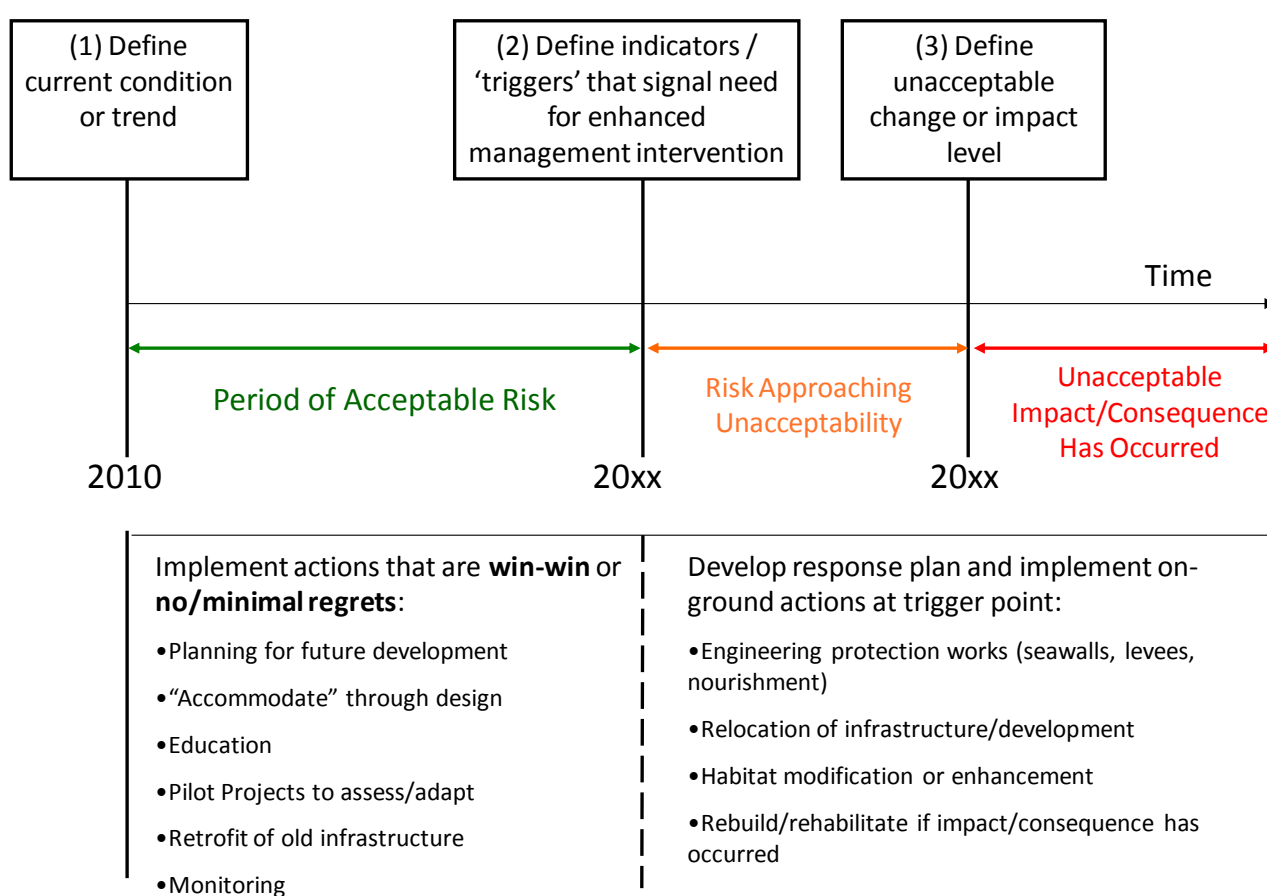 (1) Define
current condition
or trend
(2) Define indicators /
‘triggers’ that signal need
for enhanced
management intervention
(3) Define
unacceptable
change or impact
level
Time
Period of Acceptable Risk
Risk Approaching
Unacceptability
Unacceptable
Impact/Consequence
Has Occurred
2010
20xx
20xx
Implement actions that are win-win or
no/minimal regrets:
•Planning for future development
•“Accommodate” through design
•Education
•Pilot Projects to assess/adapt
•Retrofit of old infrastructure
•Monitoring
Develop response plan and implement on-
ground actions at trigger point:
•Engineering protection works (seawalls, levees,
nourishment)
•Relocation of infrastructure/development
•Habitat modification or enhancement
•Rebuild/rehabilitate if impact/consequence has
occurred